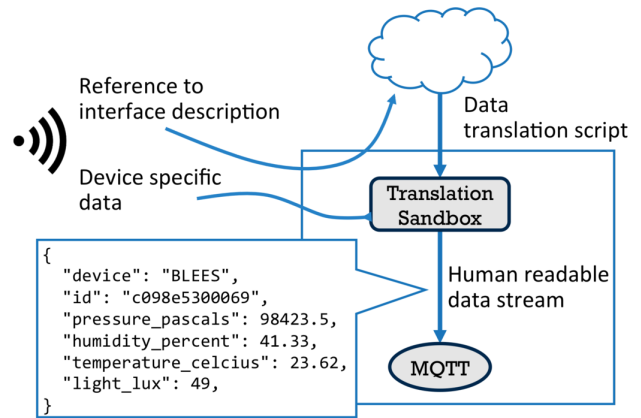 Reference to
interface description
Data
translation script
Device specific
data
Translation
Sandbox
{
"device": "BLEES",
"id": "c098e5300069",
"pressure_pascals": 98423.5,
"humidity_percent": 41.33,
"temperature_celcius": 23.62,
"light_lux": 49,
}
Human readable
data stream
MQTT